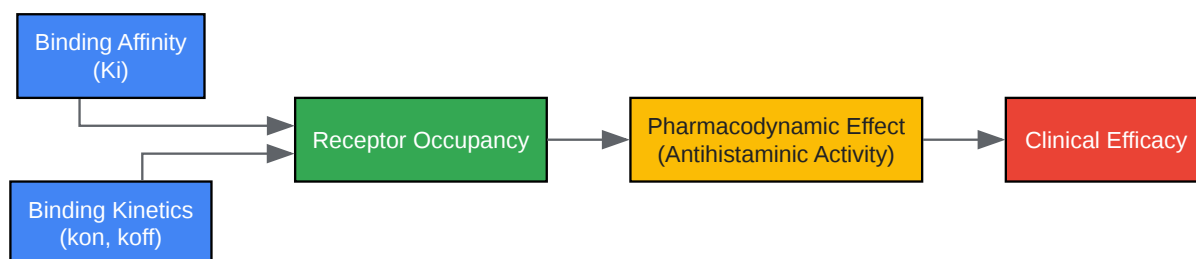 Binding Affinity
(Ki)
Receptor Occupancy
Pharmacodynamic Effect
(Antihistaminic Activity)
Clinical Efficacy
Binding Kinetics
(kon, koff)